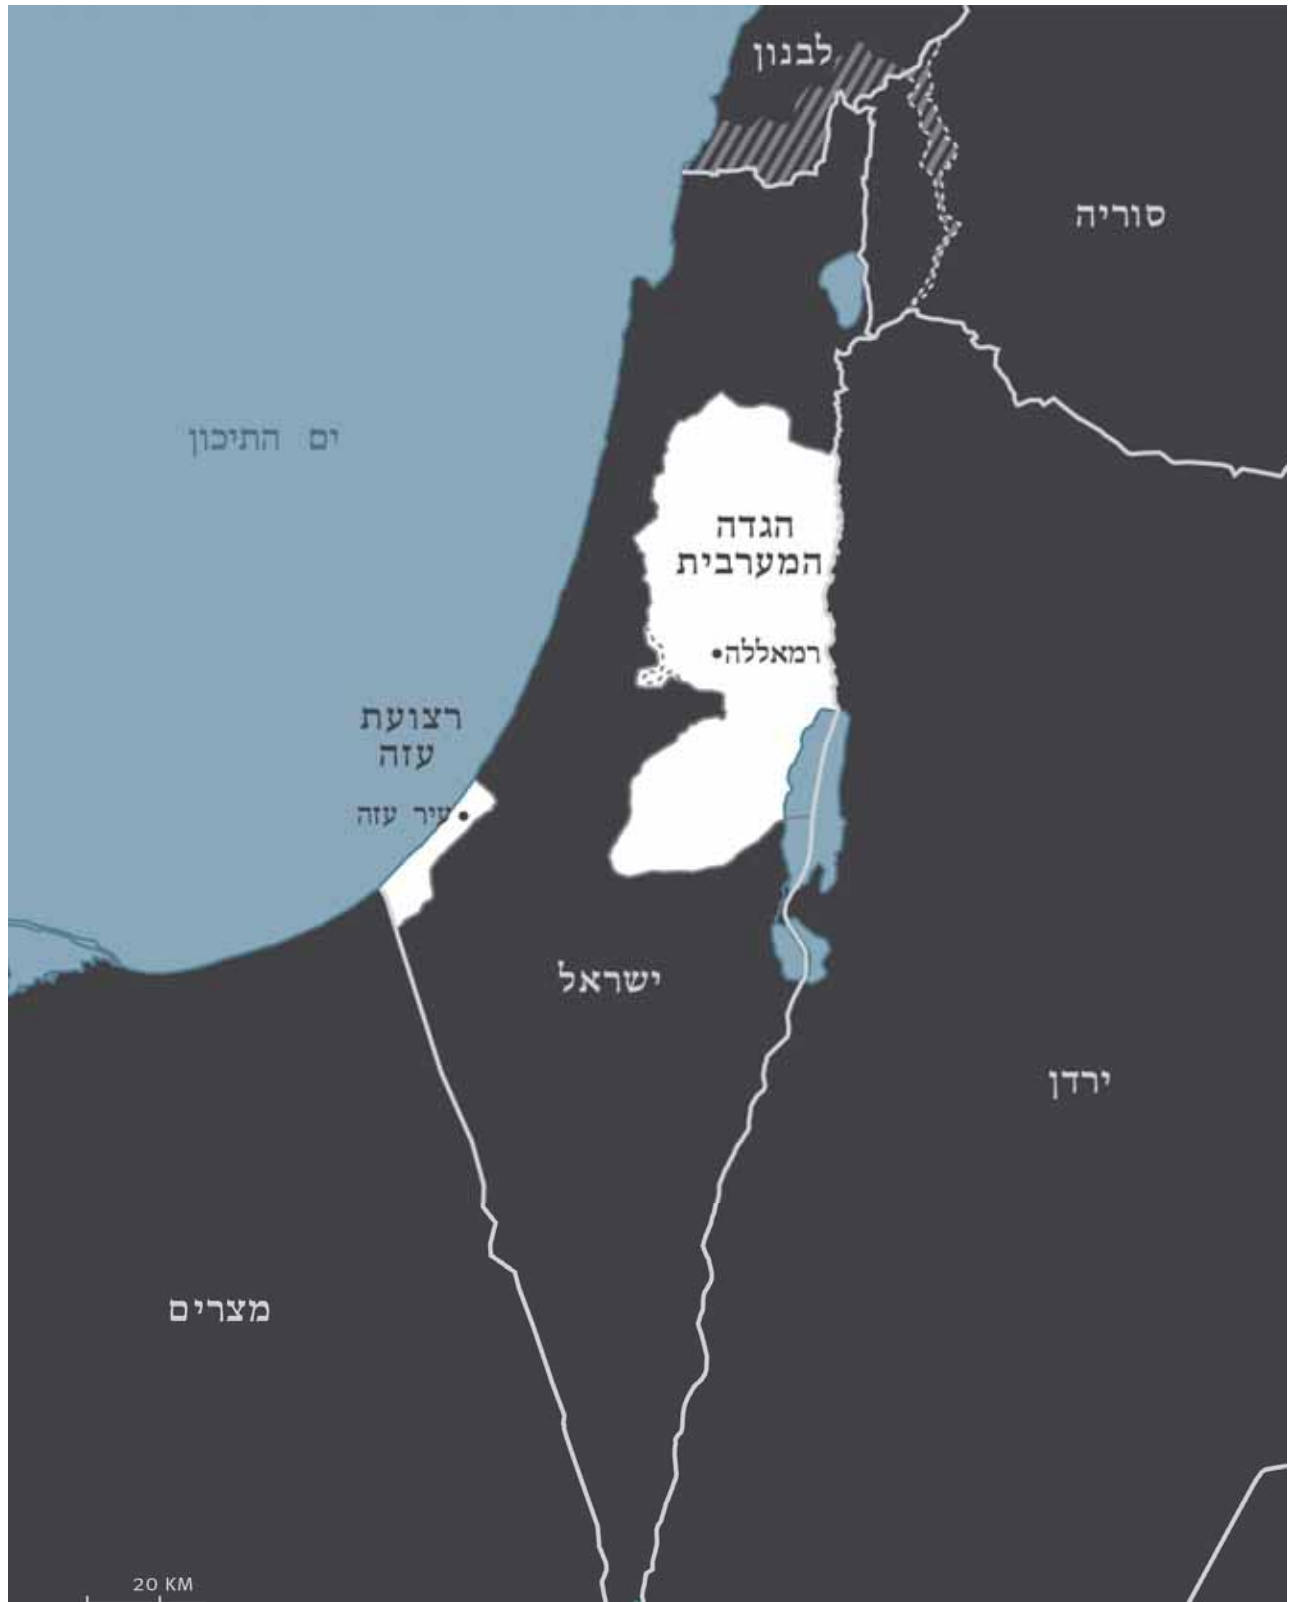 לבנון
סוריה
ים התיכון
הגדה
המערבית
רמאללה
רצועת
עזה
עיר עזה
ישראל
ירדן
מצרים
20 KM